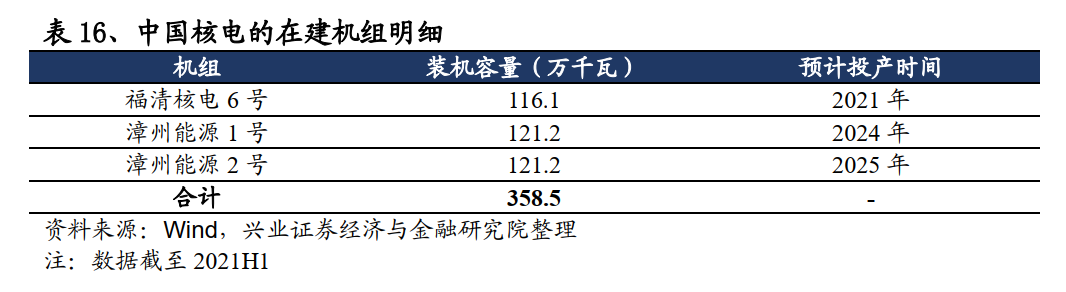 表 16、中国核电的在建机组明细
机组 装机容量（万千瓦） 预计投产时间
福清核电 6 号 116.1 2021 年
漳州能源 1 号 121.2 2024 年
漳州能源 2 号 121.2 2025 年
合计 358.5 -
资料来源：Wind，兴业证券经济与金融研究院整理
注：数据截至 2021H1